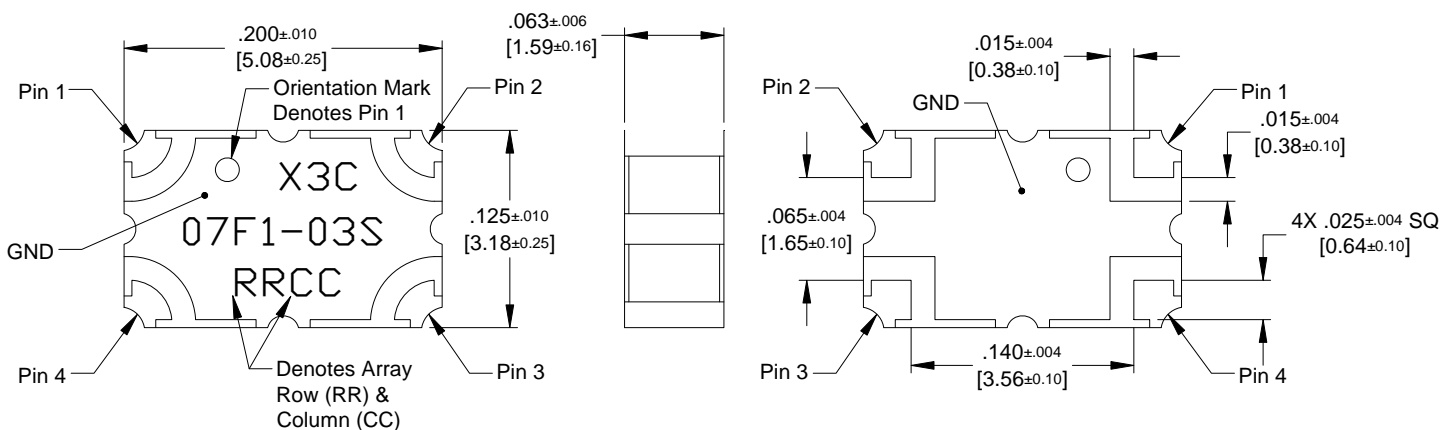 .200±.010
[5.08±0.25]
Pin 1
Orientation Mark
Denotes Pin 1
Pin 2
X3C
07F1-03S
RRCC
GND
.125±.010
[3.18±0.25]
Pin 4
Denotes Array
Row (RR) &
Column (CC)
Pin 3
.063±.006
[1.59±0.16]
.015±.004
[0.38±0.10]
Pin 2
GND
Pin 1
.015±.004
[0.38±0.10]
.065±.004
[1.65±0.10]
4X .025±.004 SQ
[0.64±0.10]
Pin 3
.140±.004
[3.56±0.10]
Pin 4